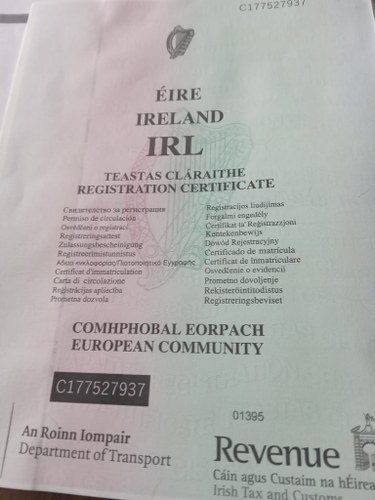 C177527937
ÉIRE
IRELAND
IRL
TEASTAS CLÁRAITHE
REGISTRATION CERTIFICATE
Свидетелство за регистрация
Permiso de circulación
Osvědčení o registraci
Registreringsattest
Zulassungsbescheinigung
Registreerimistunnistus
Άδεια κυκλοφορίας/Πιστοποιητικό Εγγραφής
Certificat d'immatriculation
Carta di circolazione
Reģistrācijas apliecība
Prometna dozvola
Registracijos liudijimas
Forgalmi engedély
Ċertifikat ta' Reġistrazzjoni
Kentekenbewijs
Dowód Rejestracyjny
Certificado de matrícula
Certificat de înmatriculare
Osvedčenie o evidencii
Prometno dovoljenje
Rekisteröintitodistus
Registreringsbeviset
COMHPHOBAL EORPACH
EUROPEAN COMMUNITY
C177527937
01395
An Roinn Iompair
Department of Transport
Revenue
Cáin agus Custaim na hÉirea
Irish Tax and Customs